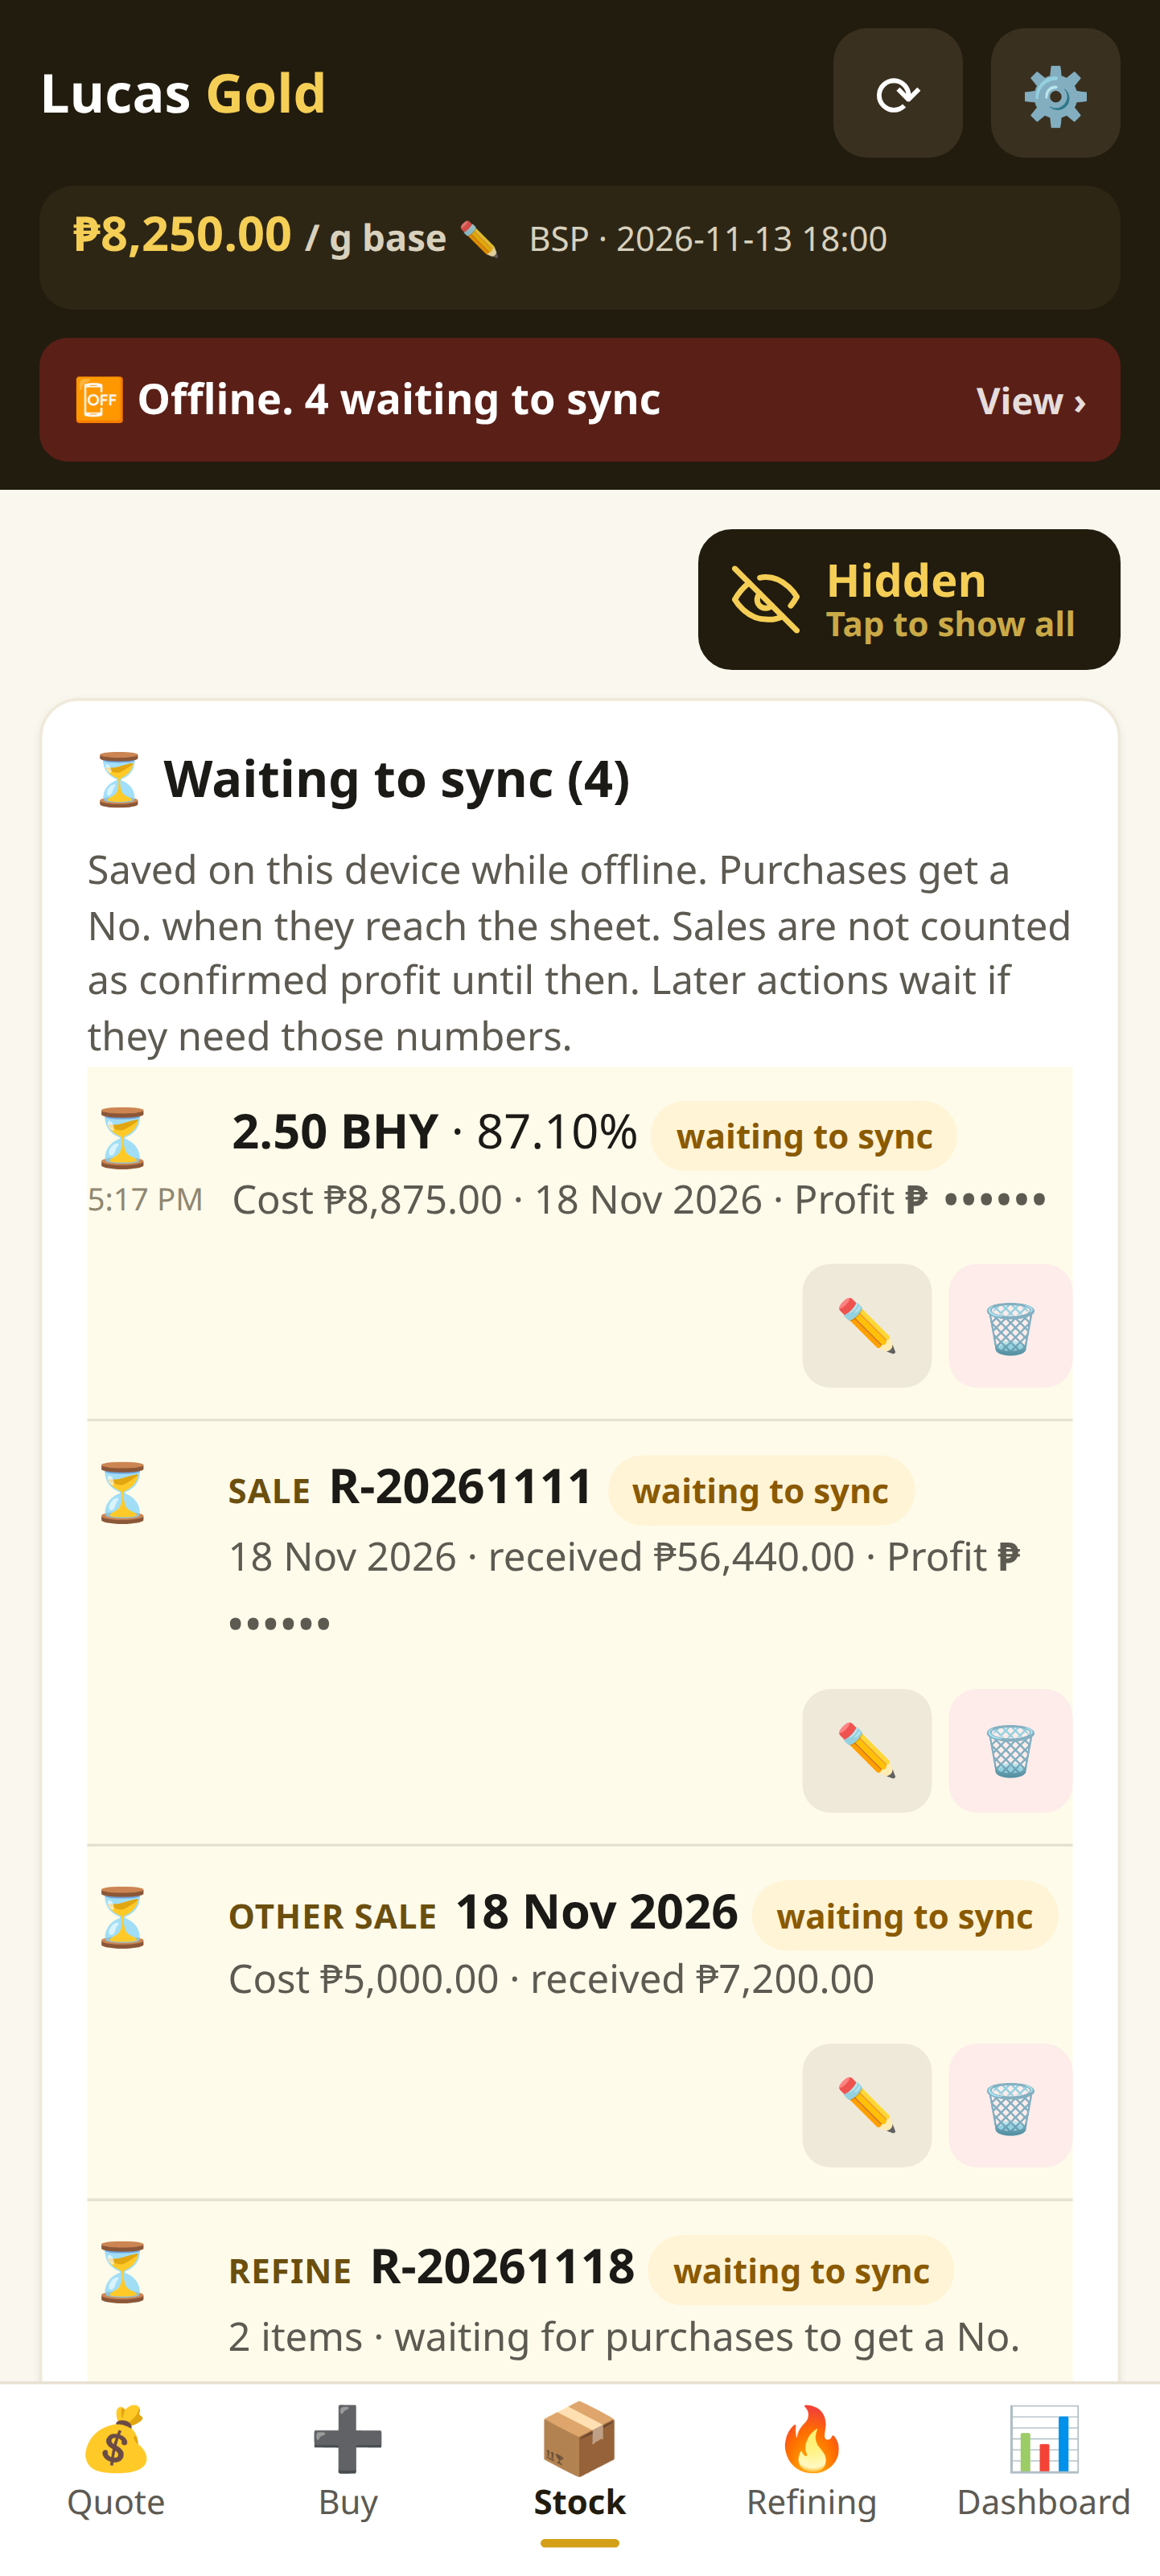 Lucas Gold
₱8,250.00 / g base BSP · 2026-11-13 18:00
OFF Offline. 4 waiting to sync View ›
Hidden
Tap to show all
Waiting to sync (4)
Saved on this device while offline. Purchases get a
No. when they reach the sheet. Sales are not counted
as confirmed profit until then. Later actions wait if
they need those numbers.
2.50 BHY · 87.10% waiting to sync
5:17 PM Cost ₱8,875.00 · 18 Nov 2026 · Profit ₱ ••••••
SALE R-20261111 waiting to sync
18 Nov 2026 · received ₱56,440.00 · Profit ₱
••••••
OTHER SALE 18 Nov 2026 waiting to sync
Cost ₱5,000.00 · received ₱7,200.00
REFINE R-20261118 waiting to sync
2 items · waiting for purchases to get a No.
Quote Buy Stock Refining Dashboard